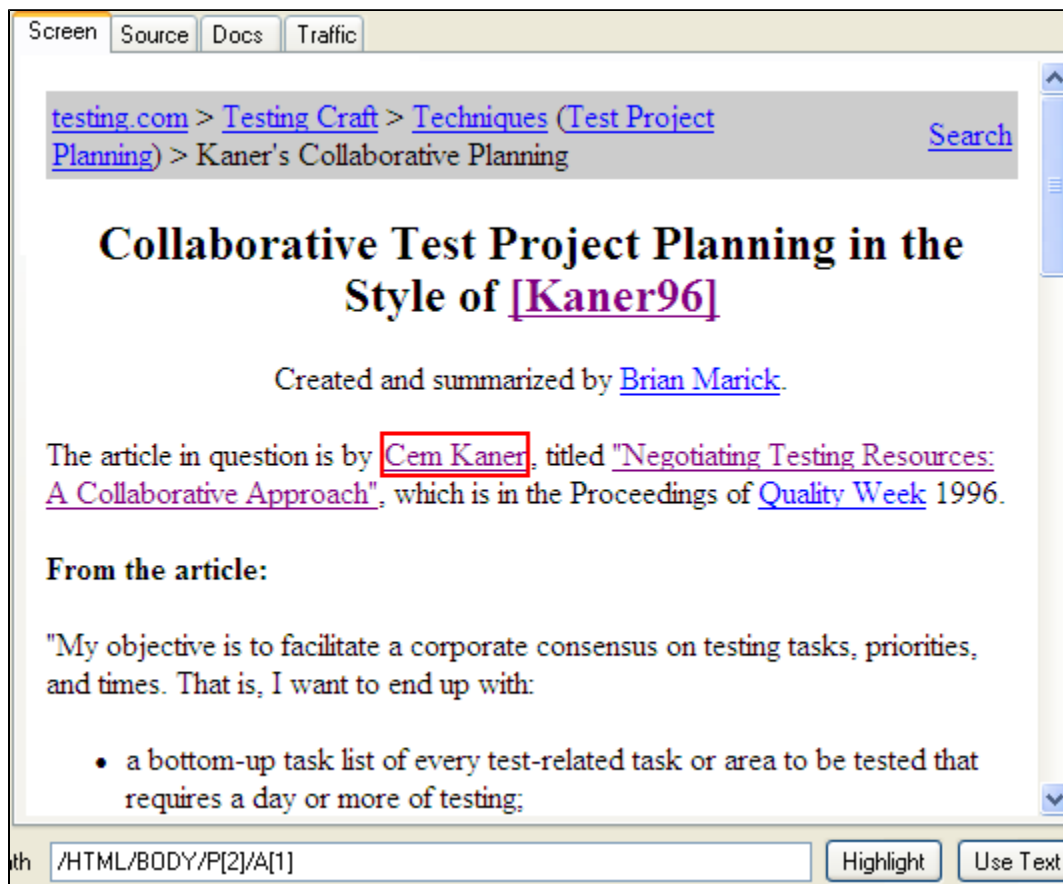 Screen Source Docs Traffic
testing.com > Testing Craft > Techniques (Test Project
Planning) > Kaner's Collaborative Planning
Search
Collaborative Test Project Planning in the
Style of [Kaner96]
Created and summarized by Brian Marick.
The article in question is by Cem Kaner, titled "Negotiating Testing Resources:
A Collaborative Approach", which is in the Proceedings of Quality Week 1996.
From the article:
"My objective is to facilitate a corporate consensus on testing tasks, priorities,
and times. That is, I want to end up with:
• a bottom-up task list of every test-related task or area to be tested that
requires a day or more of testing;
th /HTML/BODY/P[2]/A[1] Highlight Use Text